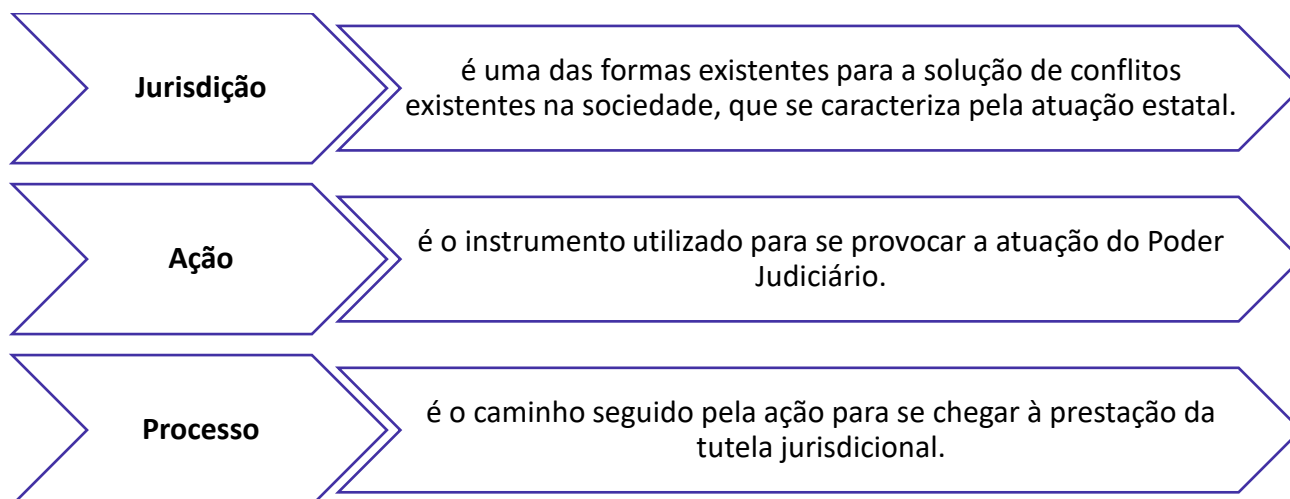 Jurisdição
é uma das formas existentes para a solução de conflitos
existentes na sociedade, que se caracteriza pela atuação estatal.
Ação
é o instrumento utilizado para se provocar a atuação do Poder
Judiciário.
Processo
é o caminho seguido pela ação para se chegar à prestação da
tutela jurisdicional.